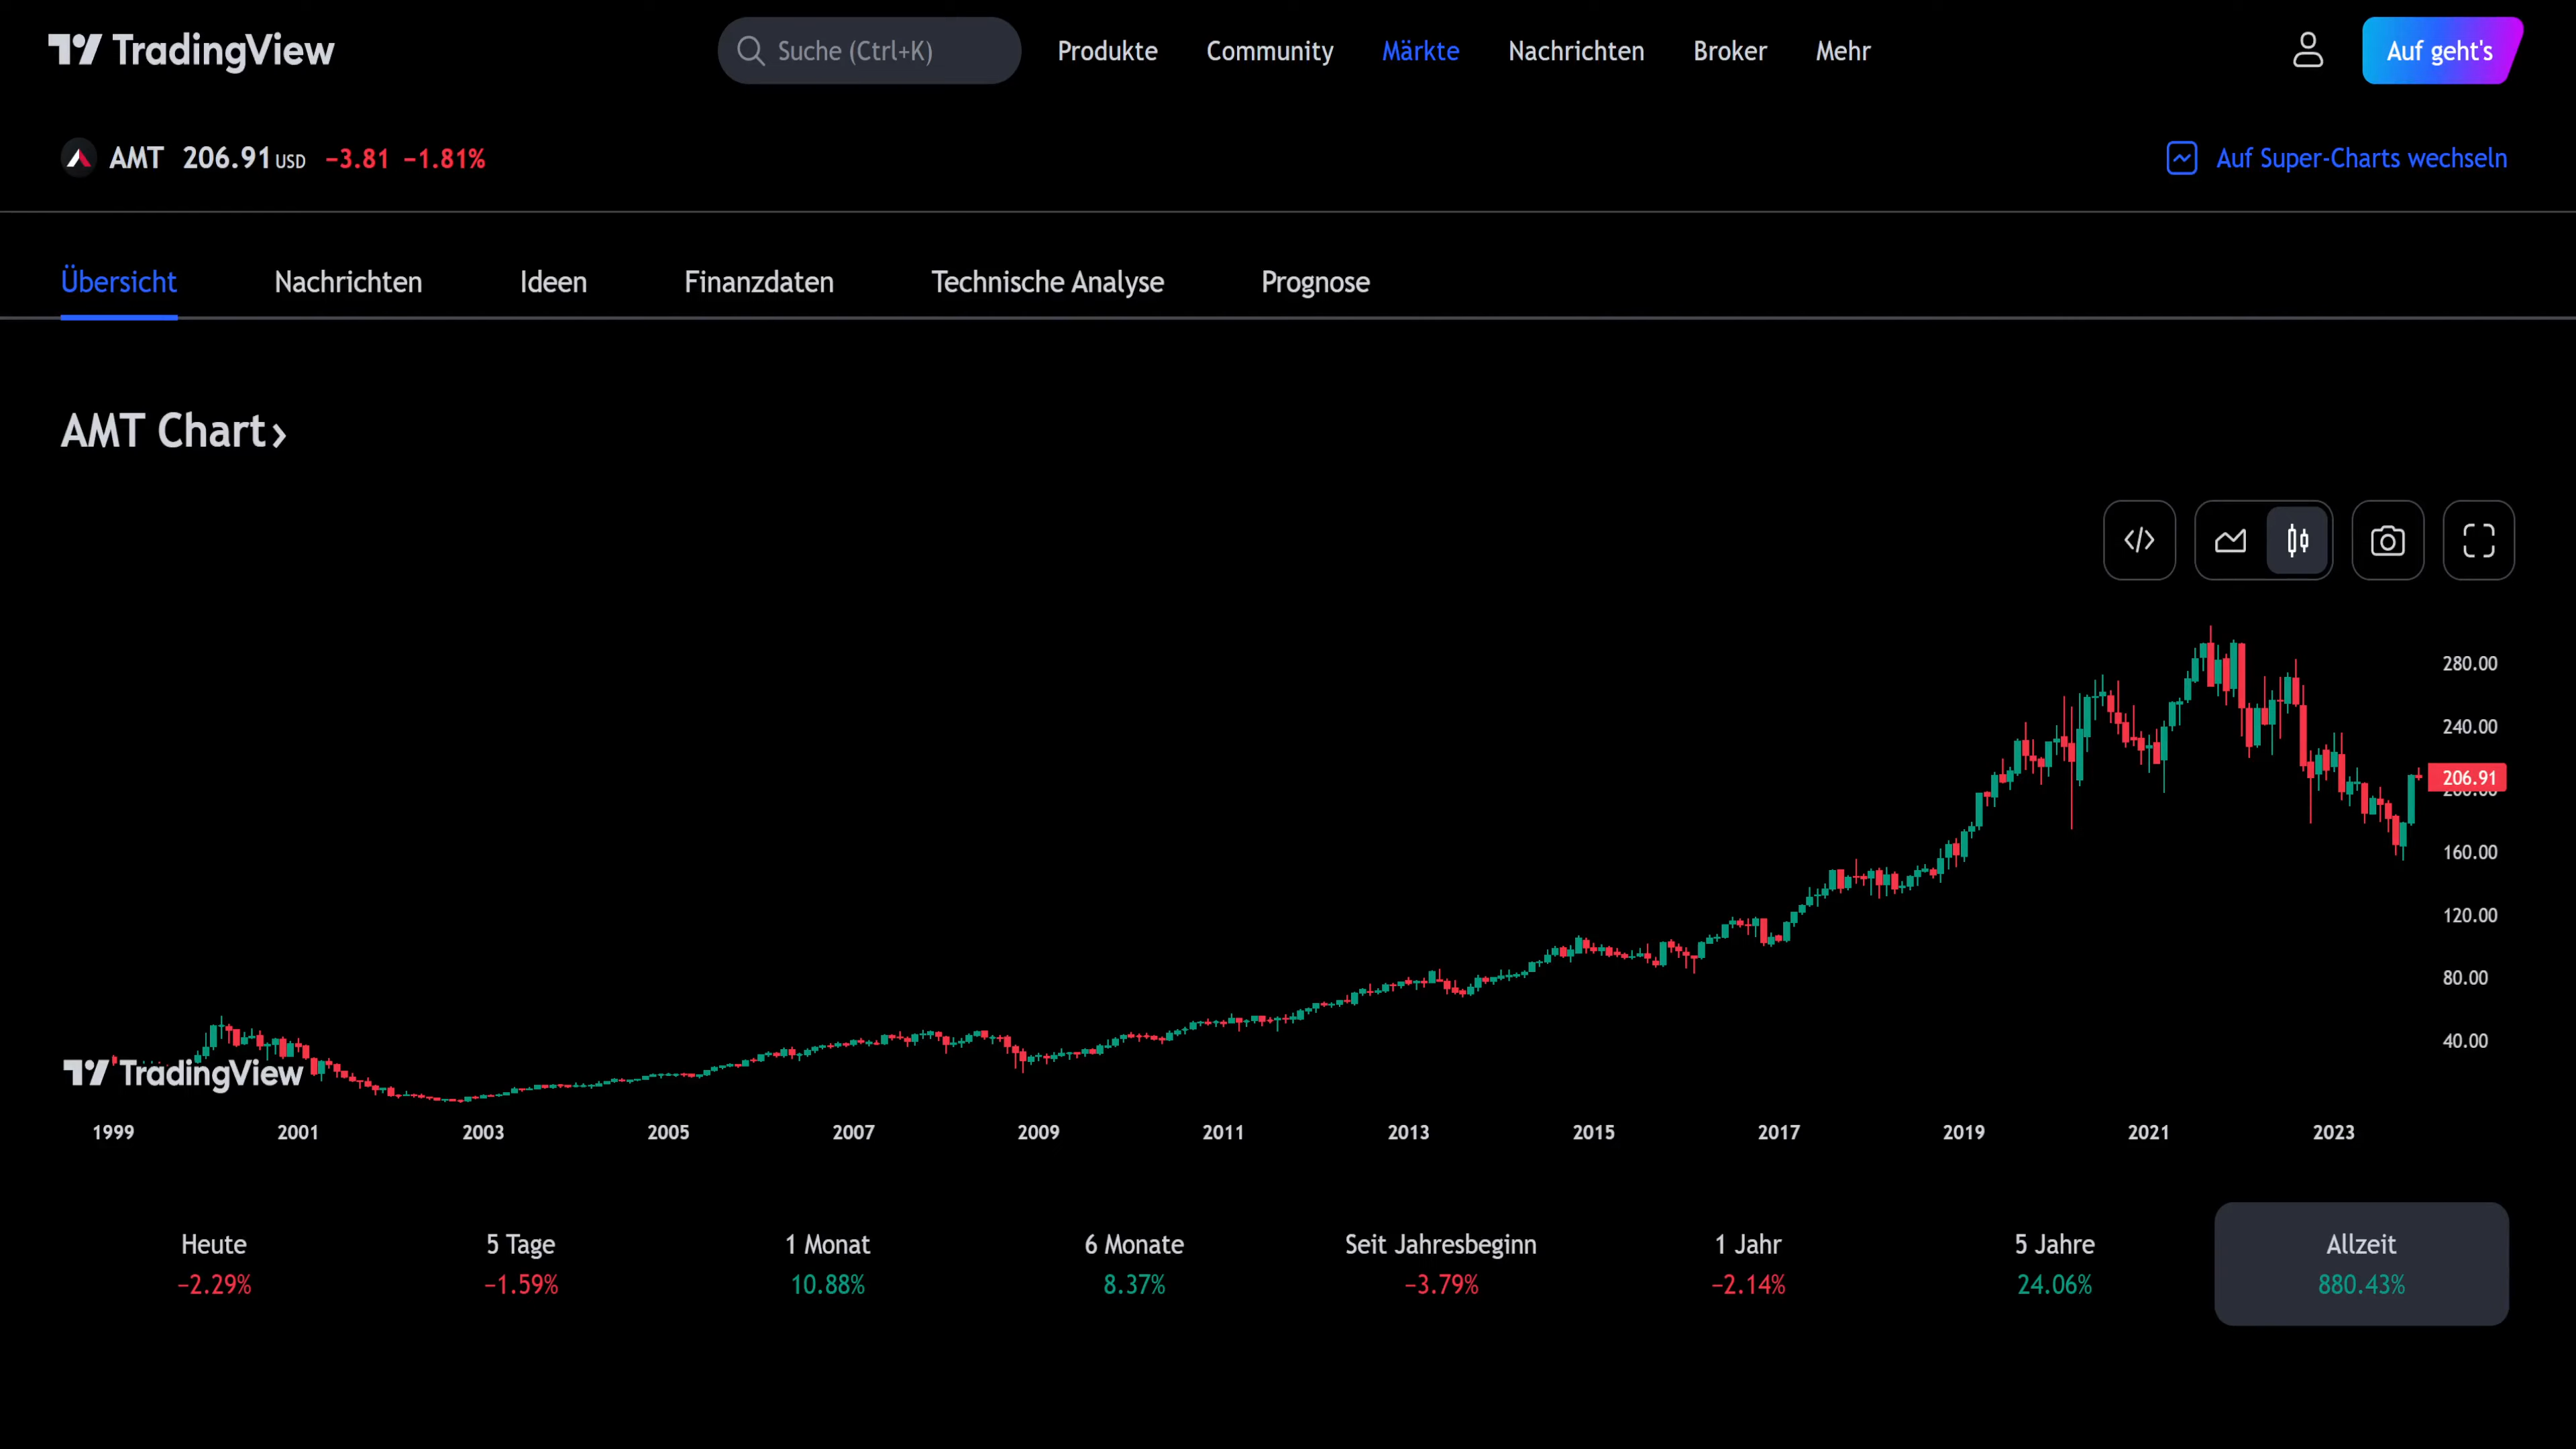 TradingView
Suche (Ctrl+K)
Produkte Community Märkte Nachrichten Broker Mehr
Auf geht's
AMT 206.91 USD −3.81 −1.81%
Auf Super-Charts wechseln
Übersicht Nachrichten Ideen Finanzdaten Technische Analyse Prognose
AMT Chart
280.00
240.00
206.91
200.00
160.00
120.00
80.00
40.00
TradingView
1999 2001 2003 2005 2007 2009 2011 2013 2015 2017 2019 2021 2023
Heute 5 Tage 1 Monat 6 Monate Seit Jahresbeginn 1 Jahr 5 Jahre Allzeit
−2.29% −1.59% 10.88% 8.37% −3.79% −2.14% 24.06% 880.43%